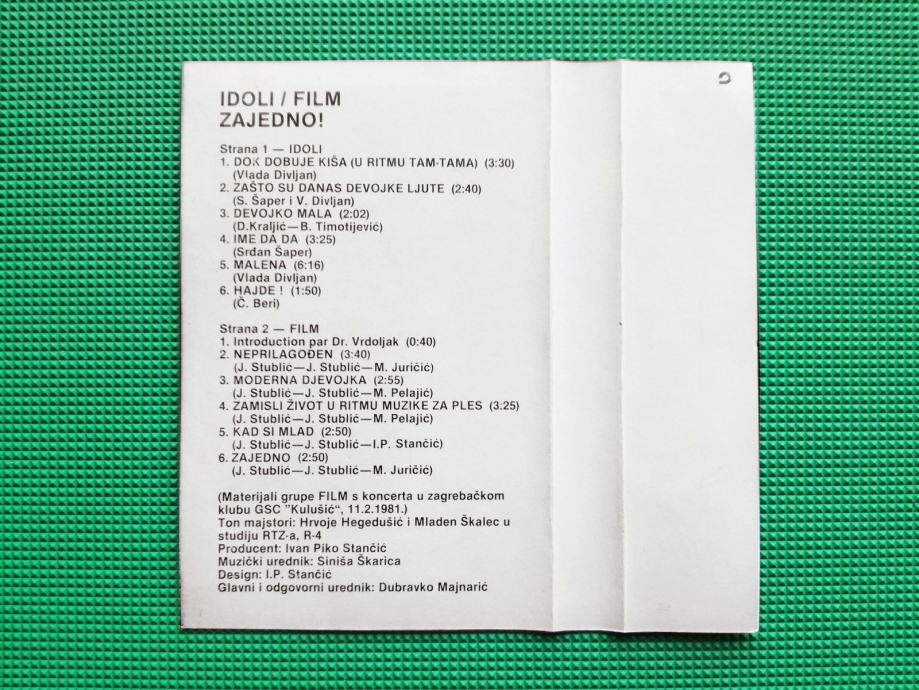 IDOLI / FILM
ZAJEDNO!
Strana 1 — IDOLI
1. DOK DOBUJE KIŠA (U RITMU TAM-TAMA) (3:30)
(Vlada Divljan)
2. ZAŠTO SU DANAS DEVOJKE LJUTE (2:40)
(S. Šaper i V. Divljan)
3. DEVOJKO MALA (2:02)
(D.Kraljić—B. Timotijević)
4. IME DA DA (3:25)
(Srđan Šaper)
5. MALENA (6:16)
(Vlada Divljan)
6. HAJDE ! (1:50)
(Č. Beri)
Strana 2 — FILM
1. Introduction par Dr. Vrdoljak (0:40)
2. NEPRILAGOĐEN (3:40)
(J. Stublić—J. Stublić—M. Juričić)
3. MODERNA DJEVOJKA (2:55)
(J. Stublić—J. Stublić—M. Pelajić)
4. ZAMISLI ŽIVOT U RITMU MUZIKE ZA PLES (3:25)
(J. Stublić—J. Stublić—M. Pelajić)
5. KAD SI MLAD (2:50)
(J. Stublić—J. Stublić—I.P. Stančić)
6. ZAJEDNO (2:50)
(J. Stublić—J. Stublić—M. Juričić)
(Materijali grupe FILM s koncerta u zagrebačkom
klubu GSC "Kulušić“, 11.2.1981.)
Ton majstori: Hrvoje Hegedušić i Mladen Škalec u
studiju RTZ-a, R-4
Producent: Ivan Piko Stančić
Muzički urednik: Siniša Škarica
Design: I.P. Stančić
Glavni i odgovorni urednik: Dubravko Majnarić